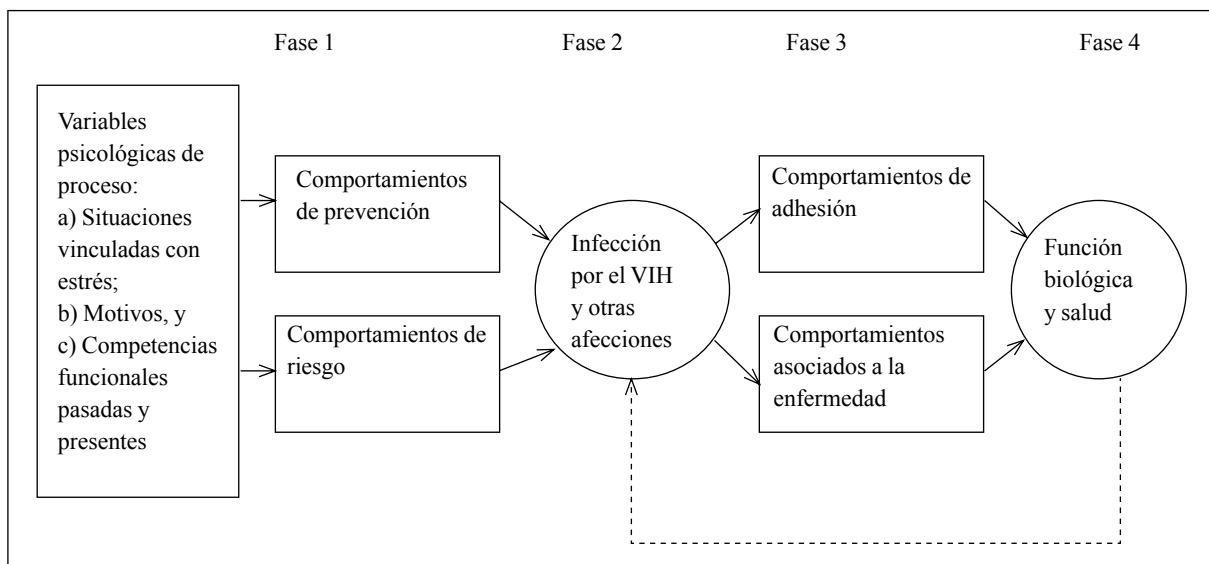 Fase 1
Fase 2
Fase 3
Fase 4
Variables
psicológicas de
proceso:
a) Situaciones
vinculadas con
estrés;
b) Motivos, y
c) Competencias
funcionales
pasadas y
presentes
Comportamientos
de prevención
Comportamientos de
riesgo
Infección
por el VIH
y otras
afecciones
Comportamientos de
adhesión
Comportamientos
asociados a la
enfermedad
Función
biológica
y salud